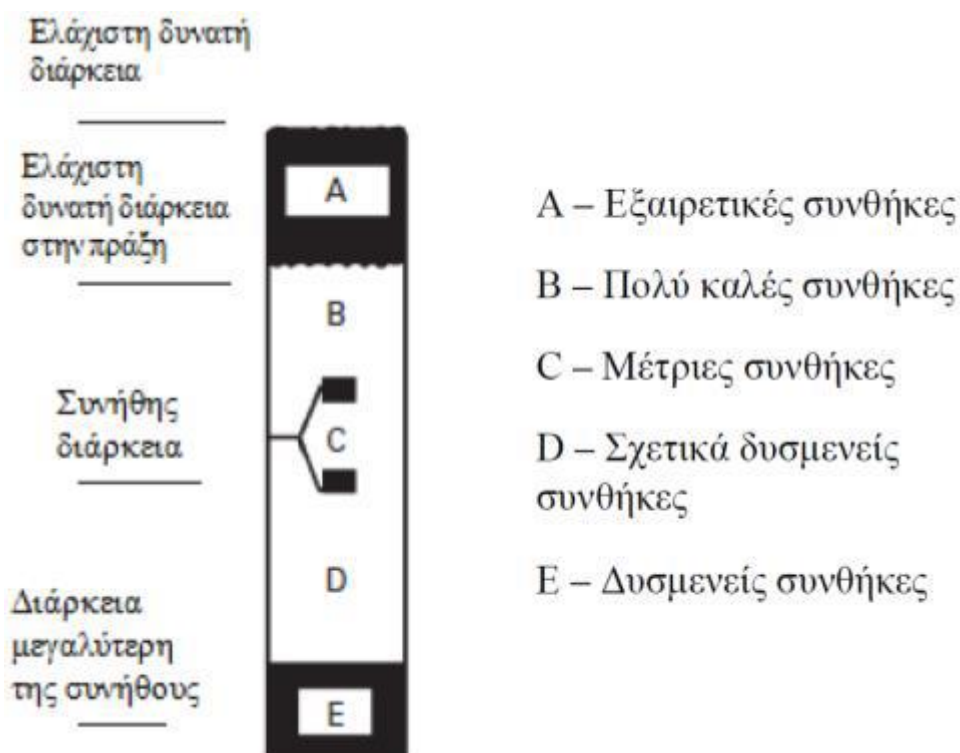 Ελάχιστη δυνατή
διάρκεια
Ελάχιστη
δυνατή διάρκεια
στην πράξη
Συνήθης
διάρκεια
Διάρκεια
μεγαλύτερη
της συνήθους
A
B
C
D
E
A – Εξαιρετικές συνθήκες
B – Πολύ καλές συνθήκες
C – Μέτριες συνθήκες
D – Σχετικά δυσμενείς
συνθήκες
E – Δυσμενείς συνθήκες